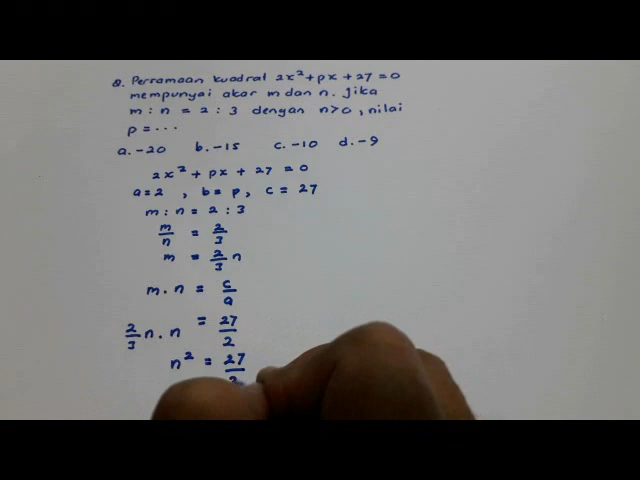 Q. Persamaan kuadrat 2x² + px + 27 = 0
mempunyai akar m dan n. Jika
m : n = 2 : 3 dengan n > 0, nilai
p = ...
a. -20 b. -15 c. -10 d. -9
2x² + px + 27 = 0
a = 2 , b = p , c = 27
m : n = 2 : 3
m/n = 2/3
m = 2/3 n
m . n = c/a
2/3 n . n = 27/2
n² = 27/2